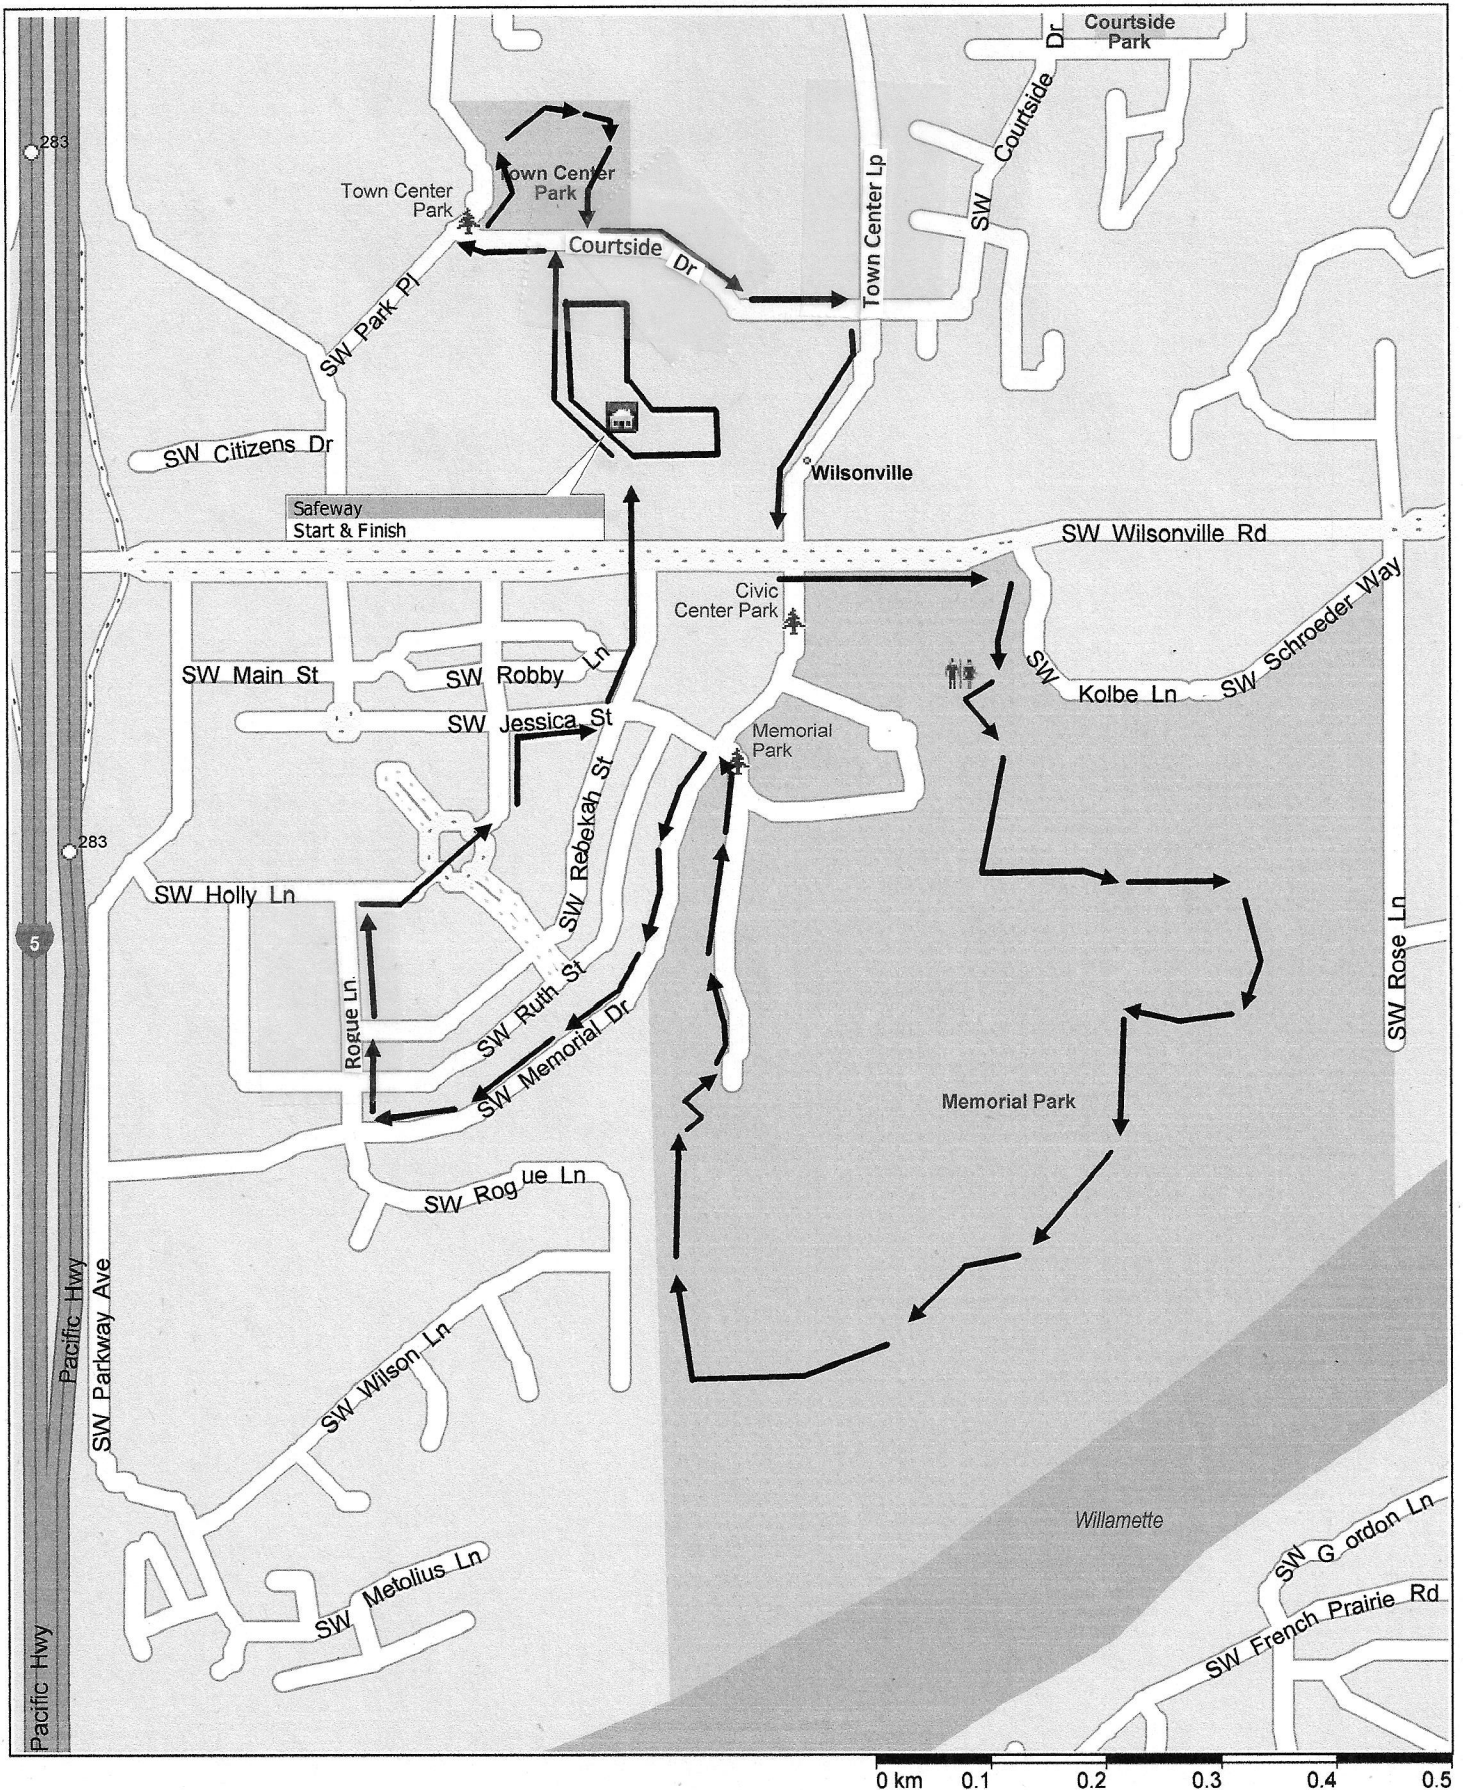 Courtside
Park
Dr
Courtside
SW
283
Town Center
Park
Town Center
Park
Courtside
Dr
Town Center Lp
SW Park Pl
SW Citizens Dr
Wilsonville
Safeway
Start & Finish
SW Wilsonville Rd
Civic
Center Park
SW Schroeder Way
SW Kolbe Ln
SW Main St
SW Robby Ln
SW Jessica St
Memorial
Park
SW Rebekah St
283
SW Holly Ln
5
SW Rose Ln
Rogue Ln.
SW Ruth St
SW Memorial Dr
Memorial Park
SW Rogue Ln
Pacific Hwy
SW Parkway Ave
SW Wilson Ln
Willamette
SW Gordon Ln
SW Metolius Ln
SW French Prairie Rd
Pacific Hwy
0 km 0.1 0.2 0.3 0.4 0.5